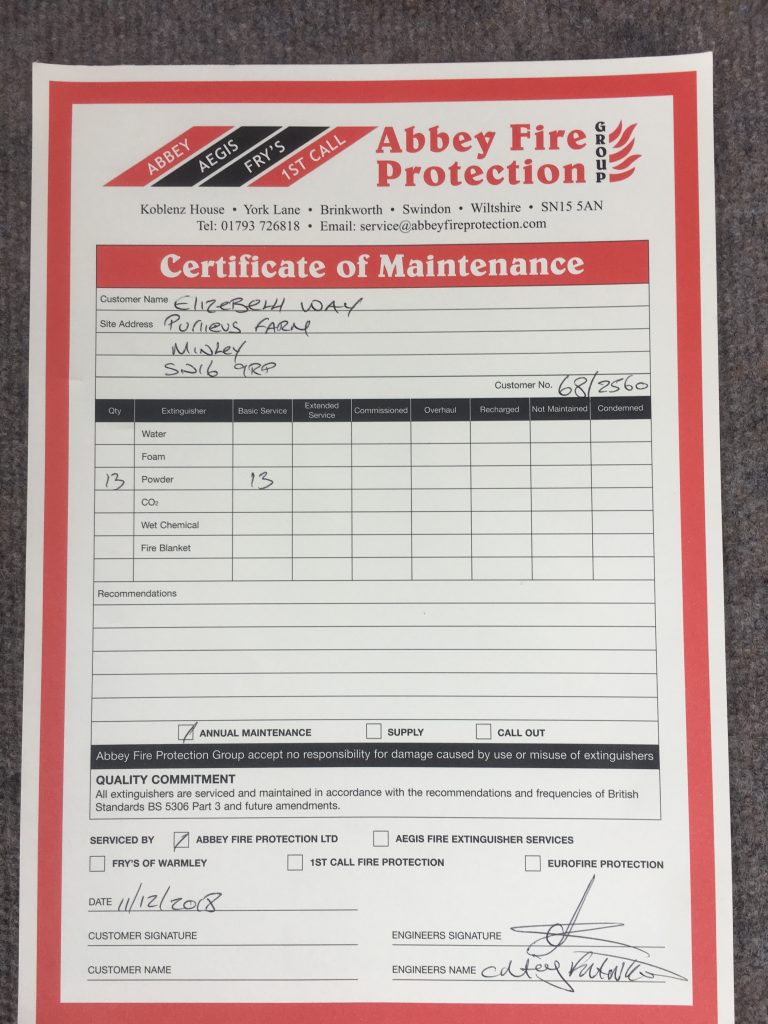 ABBEY AEGIS FRY'S 1ST CALL
Abbey Fire Protection GROUP
Koblenz House • York Lane • Brinkworth • Swindon • Wiltshire • SN15 5AN
Tel: 01793 726818 • Email: service@abbeyfireprotection.com
Certificate of Maintenance
Customer Name Elizebeth WAY
Site Address Purieus FARM
Minley
SN16 9RP
Customer No. 68/2560
Qty Extinguisher Basic Service Extended Service Commissioned Overhaul Recharged Not Maintained Condemned
Water
Foam
13 Powder 13
CO₂
Wet Chemical
Fire Blanket
Recommendations
ANNUAL MAINTENANCE SUPPLY CALL OUT
Abbey Fire Protection Group accept no responsibility for damage caused by use or misuse of extinguishers
QUALITY COMMITMENT
All extinguishers are serviced and maintained in accordance with the recommendations and frequencies of British
Standards BS 5306 Part 3 and future amendments.
SERVICED BY ABBEY FIRE PROTECTION LTD AEGIS FIRE EXTINGUISHER SERVICES
FRY'S OF WARMLEY 1ST CALL FIRE PROTECTION EUROFIRE PROTECTION
DATE 11/12/2018
CUSTOMER SIGNATURE ENGINEERS SIGNATURE
CUSTOMER NAME ENGINEERS NAME